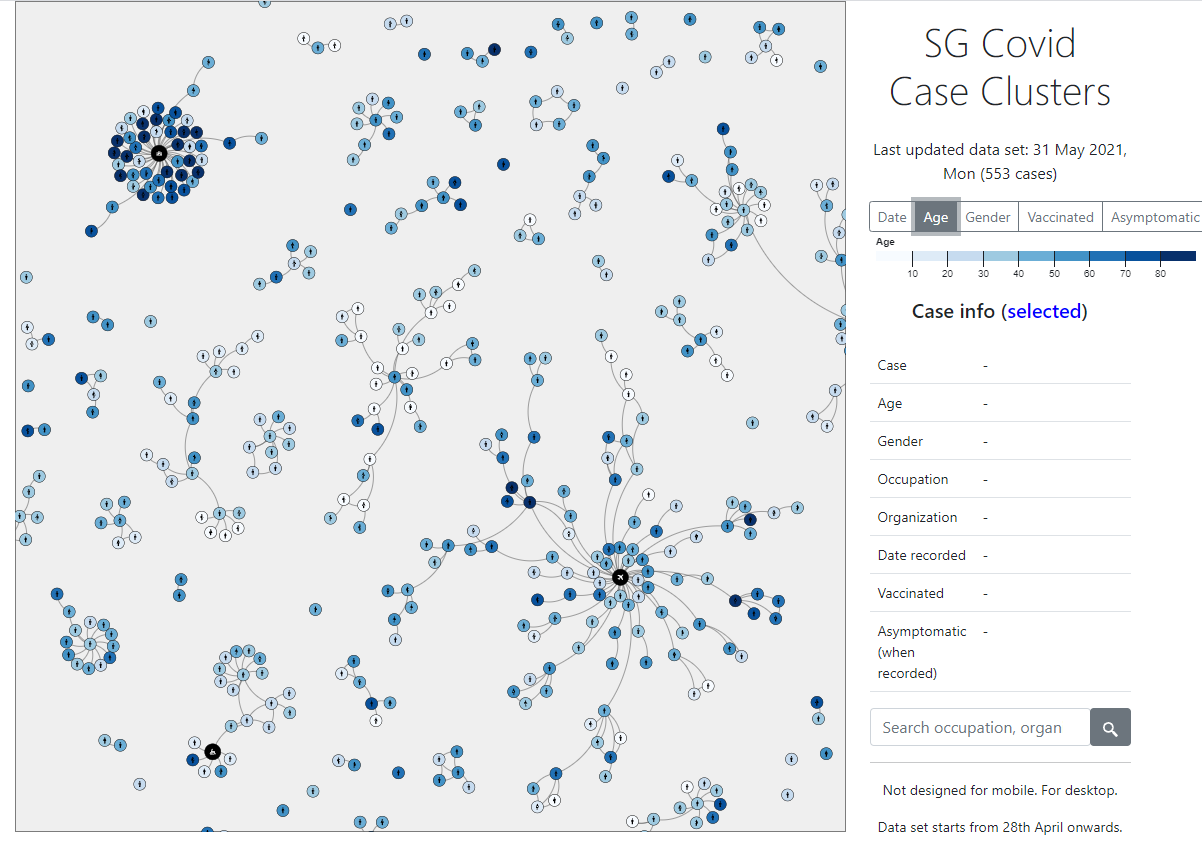 SG Covid
Case Clusters
Last updated data set: 31 May 2021,
Mon (553 cases)
Date Age Gender Vaccinated Asymptomatic
Age
10 20 30 40 50 60 70 80
Case info (selected)
Case -
Age -
Gender -
Occupation -
Organization -
Date recorded -
Vaccinated -
Asymptomatic -
(when
recorded)
Search occupation, organ
Not designed for mobile. For desktop.
Data set starts from 28th April onwards.